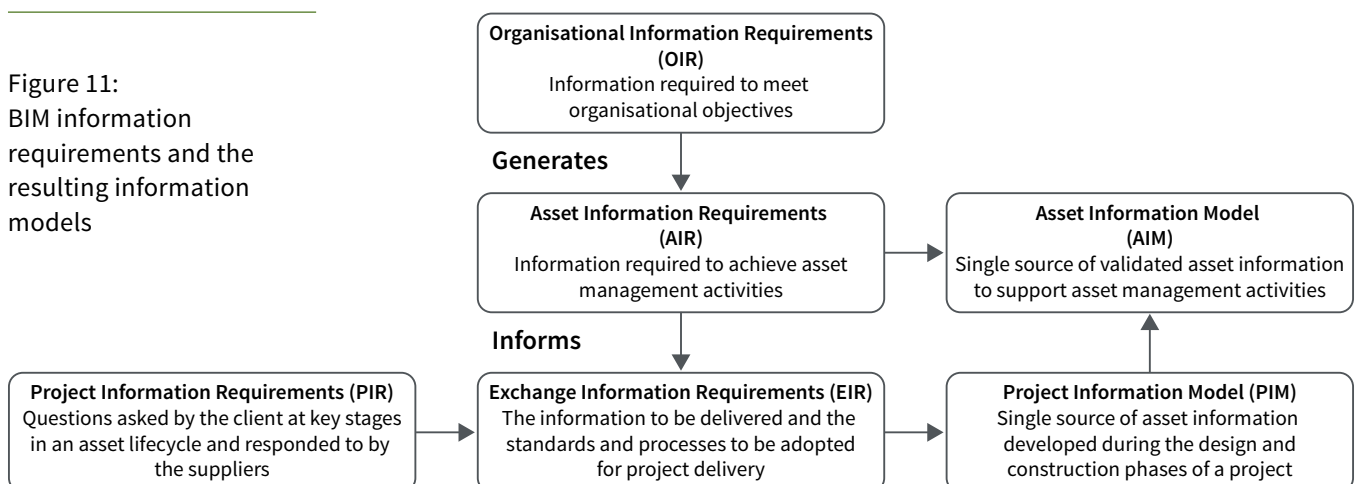 Figure 11:
BIM information
requirements and the
resulting information
models
Organisational Information Requirements
(OIR)
Information required to meet
organisational objectives
Generates
Asset Information Requirements
(AIR)
Information required to achieve asset
management activities
Asset Information Model
(AIM)
Single source of validated asset information
to support asset management activities
Informs
Project Information Requirements (PIR)
Questions asked by the client at key stages
in an asset lifecycle and responded to by
the suppliers
Exchange Information Requirements (EIR)
The information to be delivered and the
standards and processes to be adopted
for project delivery
Project Information Model (PIM)
Single source of asset information
developed during the design and
construction phases of a project